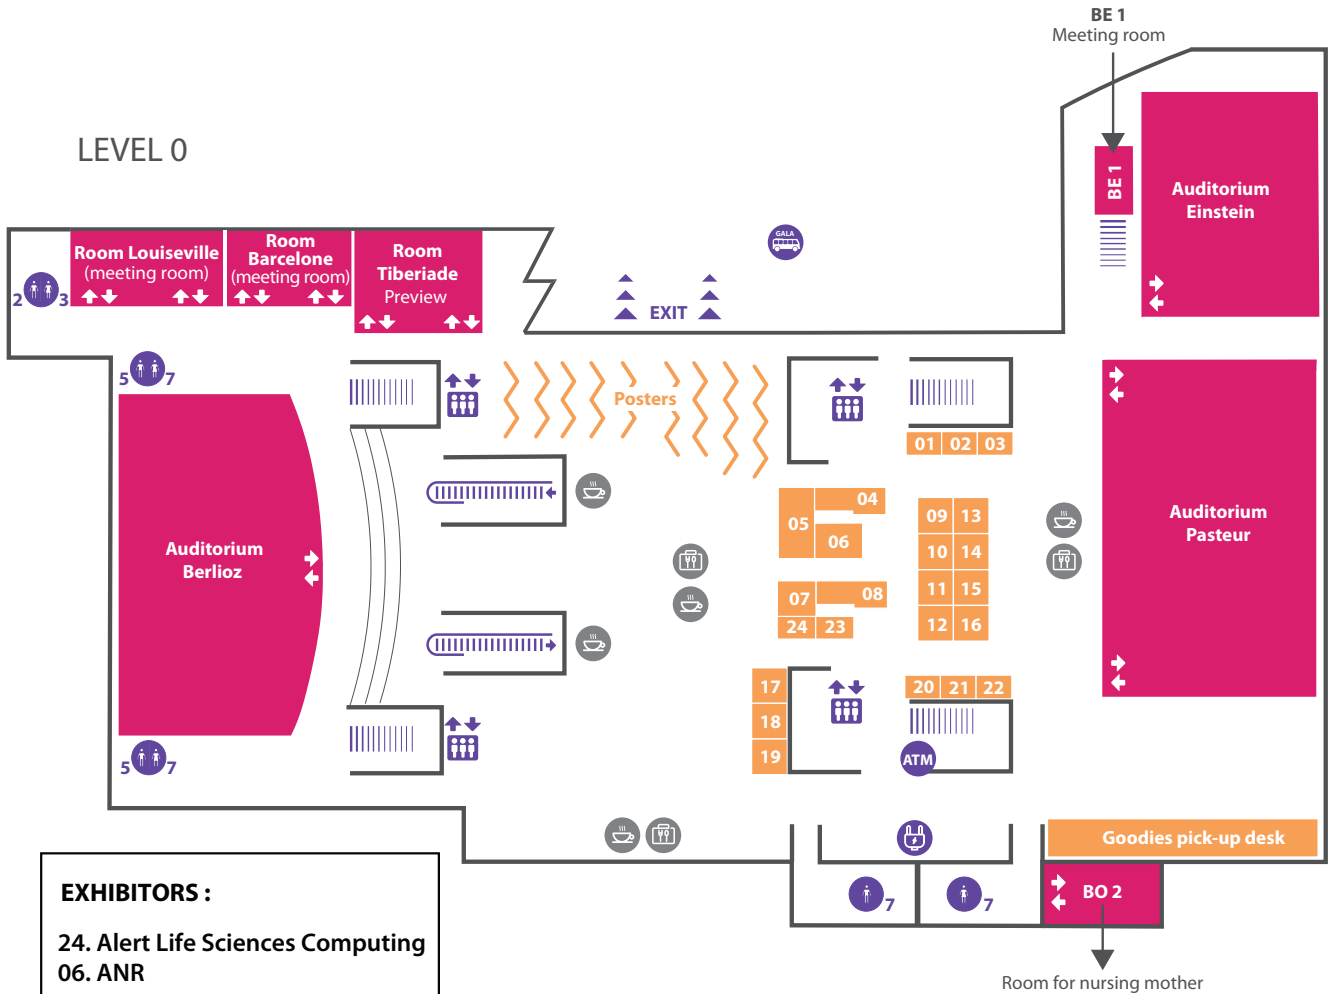 BE 1
Meeting room
LEVEL 0
BE 1
Auditorium
Einstein
GALA
Room Louiseville
(meeting room)
Room
Barcelone
(meeting room)
Room
Tiberiade
Preview
2 3
EXIT
5 7
Posters
01 02 03
04
05
06
09 13
10 14
11 15
12 16
Auditorium
Pasteur
Auditorium
Berlioz
07
08
24 23
17
18
19
20 21 22
ATM
5 7
Goodies pick-up desk
7
7
BO 2
Room for nursing mother
EXHIBITORS :
24. Alert Life Sciences Computing
06. ANR